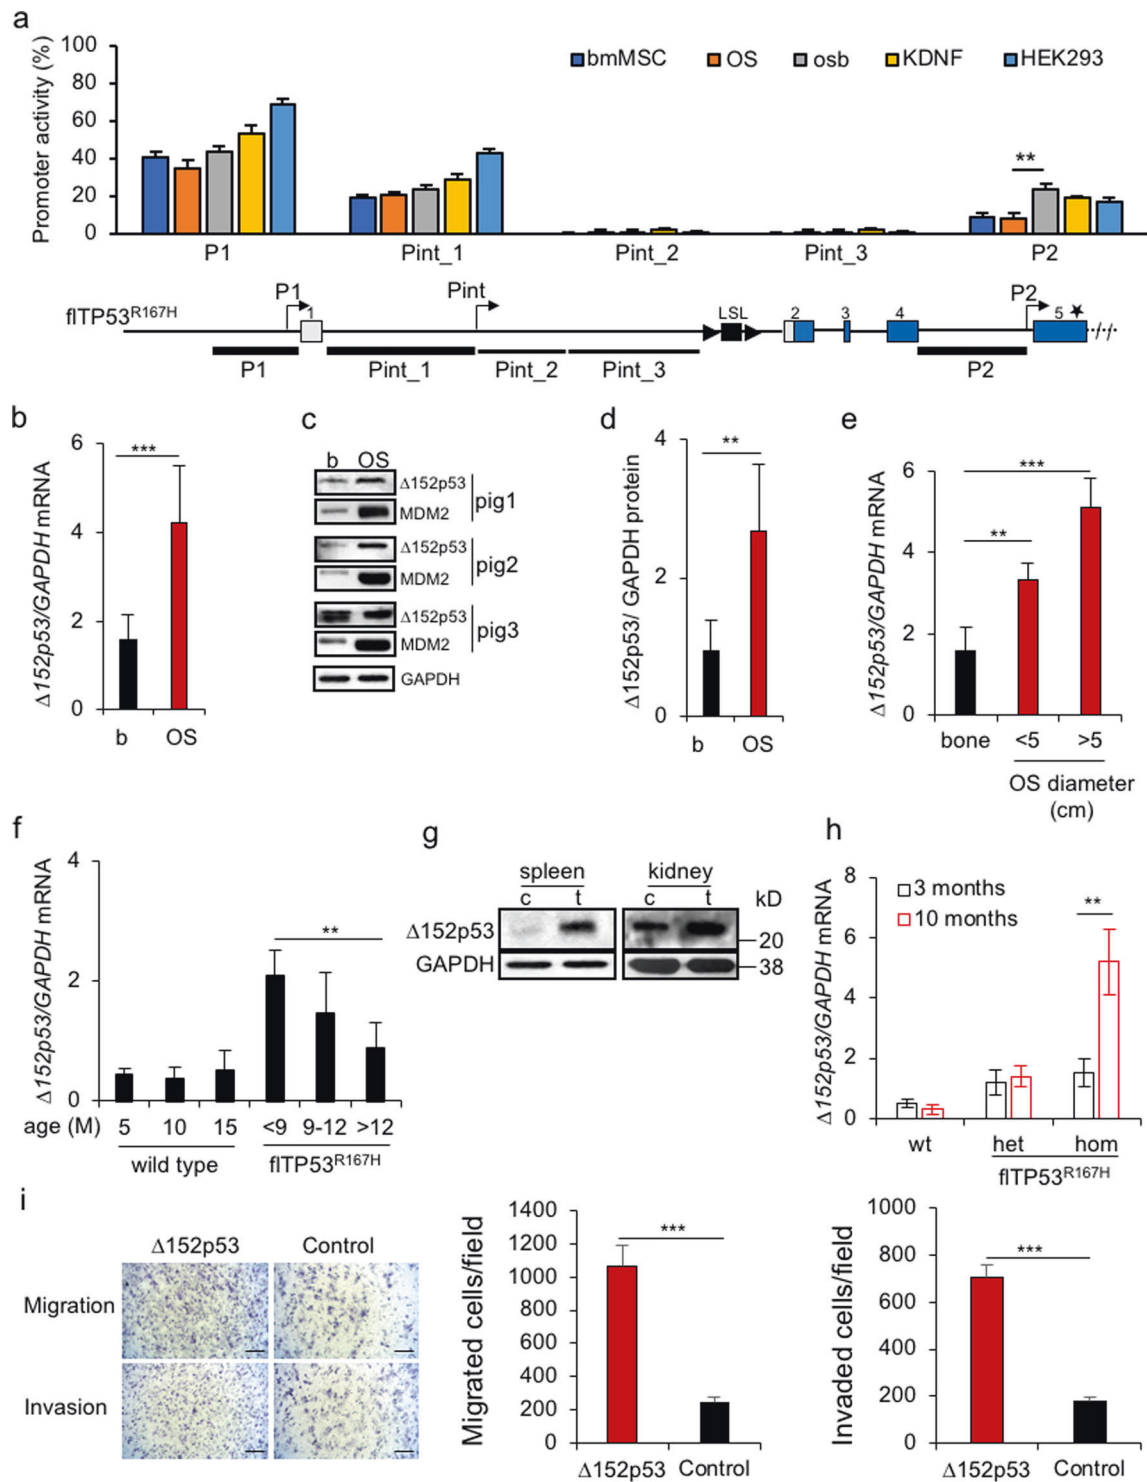 a
Promoter activity (%)
100
80
60
40
20
0
bmMSC OS osb KDNF HEK293
**
P1 Pint_1 Pint_2 Pint_3 P2
flTP53R167H
P1 Pint P2
1 LSL 2 3 4 5
P1 Pint_1 Pint_2 Pint_3 P2
b
Δ152p53/GAPDH mRNA
6
4
2
0
***
b OS
c
b OS
Δ152p53
MDM2
pig1
Δ152p53
MDM2
pig2
Δ152p53
MDM2
pig3
GAPDH
d
Δ152p53/ GAPDH protein
4
2
0
**
b OS
e
Δ152p53/GAPDH mRNA
6
4
2
0
***
**
bone <5 >5
OS diameter
(cm)
f
Δ152p53/GAPDH mRNA
4
2
0
**
age (M) 5 10 15 <9 9-12 >12
wild type flTP53R167H
g
spleen kidney
c t c t kD
Δ152p53
20
GAPDH
38
h
Δ152p53/GAPDH mRNA
8
6
4
2
0
3 months
10 months
**
wt het hom
flTP53R167H
i
Δ152p53 Control
Migration
Invasion
Migrated cells/field
1400
1200
1000
800
600
400
200
0
***
Δ152p53 Control
Invaded cells/field
1000
800
600
400
200
0
***
Δ152p53 Control